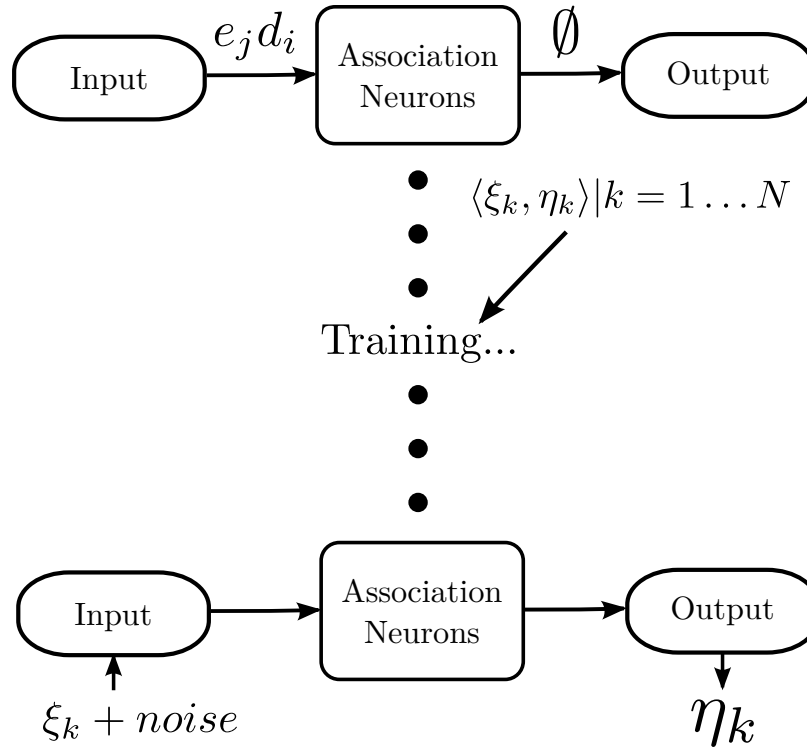 e_j d_i
∅
Input
Association
Neurons
Output
⟨ξ_k, η_k⟩|k = 1 … N
Training...
Input
Association
Neurons
Output
ξ_k + noise
η_k